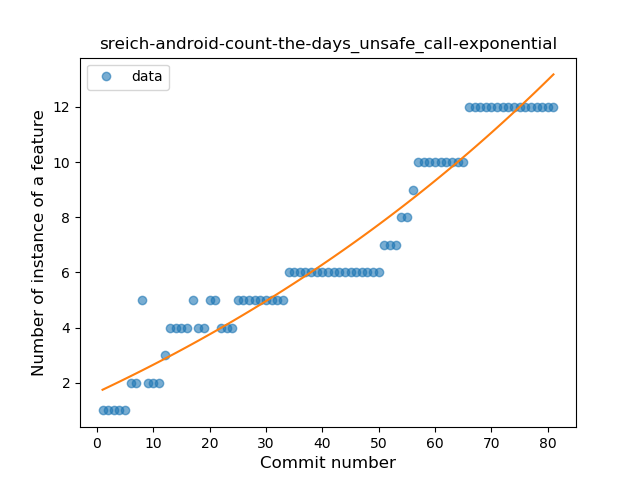 sreich-android-count-the-days_unsafe_call-exponential
data
Number of instance of a feature
12
10
8
6
4
2
0 10 20 30 40 50 60 70 80
Commit number